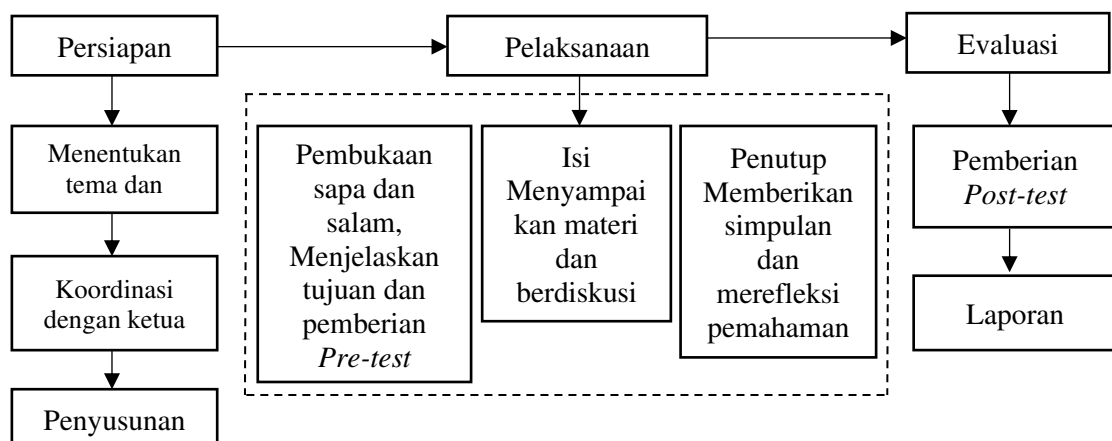 Persiapan
Pelaksanaan
Evaluasi
Menentukan
tema dan
Koordinasi
dengan ketua
Penyusunan
Pembukaan
sapa dan
salam,
Menjelaskan
tujuan dan
pemberian
Pre-test
Isi
Menyampai
kan materi
dan
berdiskusi
Penutup
Memberikan
simpulan
dan
merefleksi
pemahaman
Pemberian
Post-test
Laporan